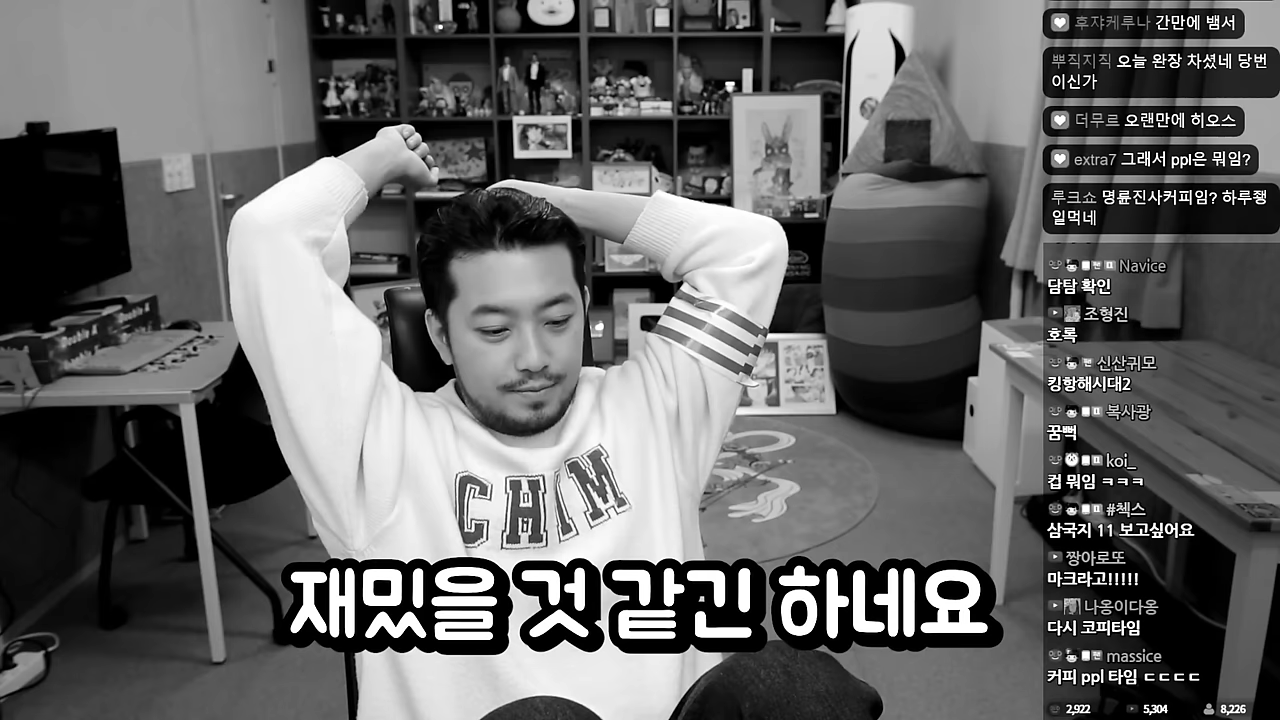 후쟈케루나 간만에 뱀서
뿌직지직 오늘 완장 차셨네 당번
이신가
더무르 오랜만에 히오스
extra7 그래서 ppl은 뭐임?
루크쇼 명륜진사커피임? 하루죙
일먹네
Navice
담탐 확인
조형진
호록
신산귀모
킹항해시대2
복사광
꿈뻑
koi_
컵 뭐임 ㅋㅋㅋ
#첵스
삼국지 11 보고싶어요
짱아로또
마크라고!!!!!
나옹이다옹
다시 코피타임
massice
커피 ppl 타임 ㄷㄷㄷㄷ
2,922 5,304 8,226
Double A
CHIM
재밌을 것 같긴 하네요